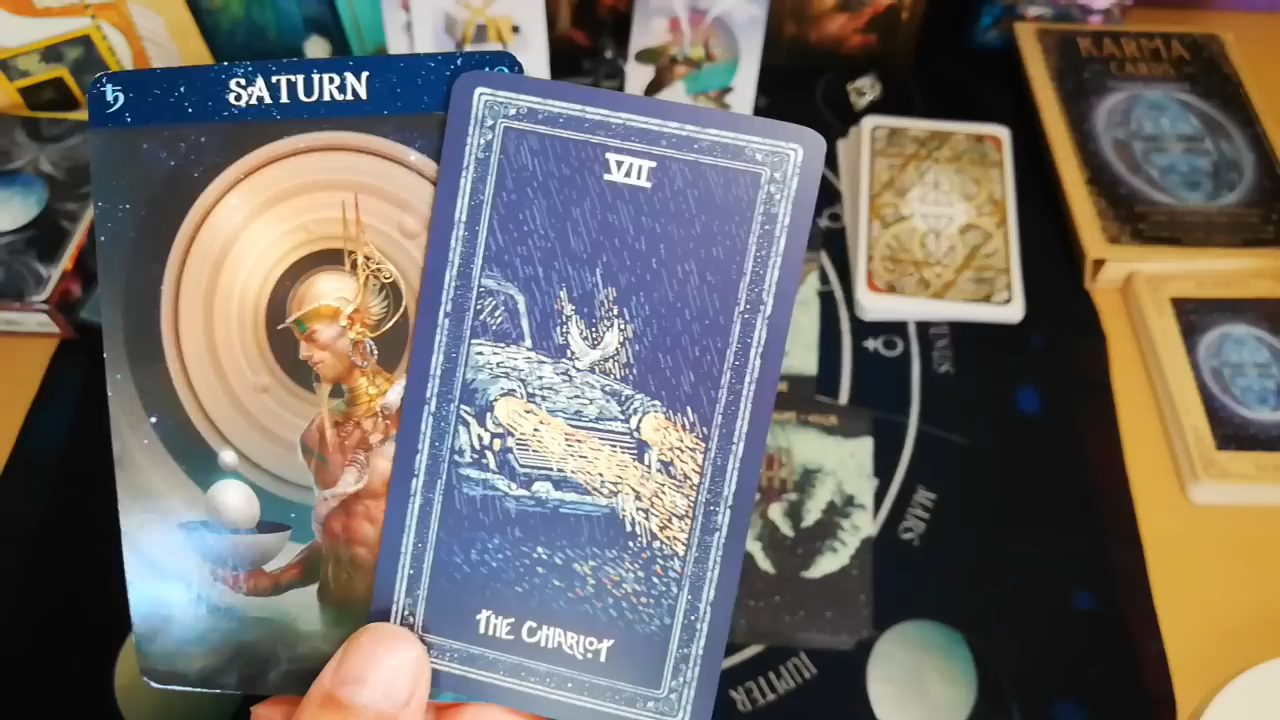 ♄
SATURN
VII
THE CHARIOT
KARMA
CARDS
MARS
JUPITER